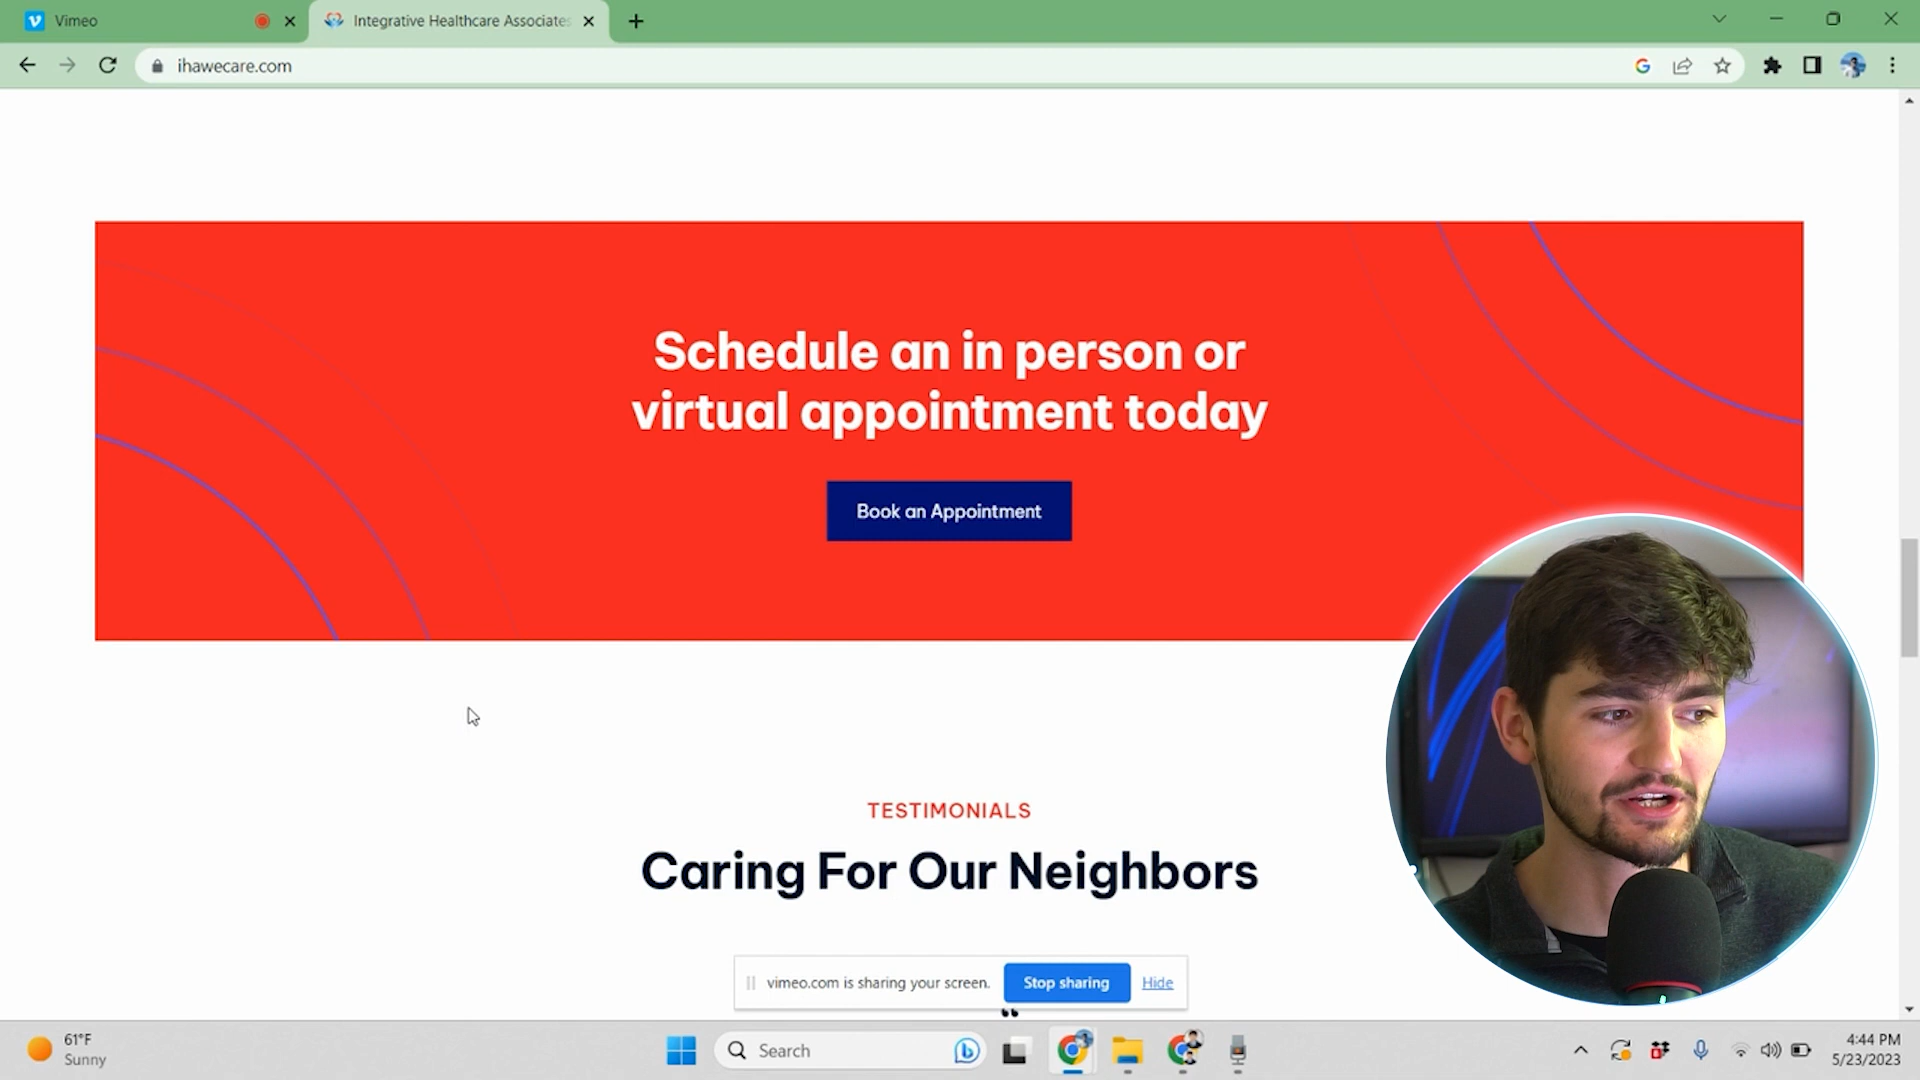 Vimeo
Integrative Healthcare Associates
ihawecare.com
Schedule an in person or
virtual appointment today
Book an Appointment
TESTIMONIALS
Caring For Our Neighbors
vimeo.com is sharing your screen.
Stop sharing
Hide
61°F
Sunny
Search
4:44 PM
5/23/2023